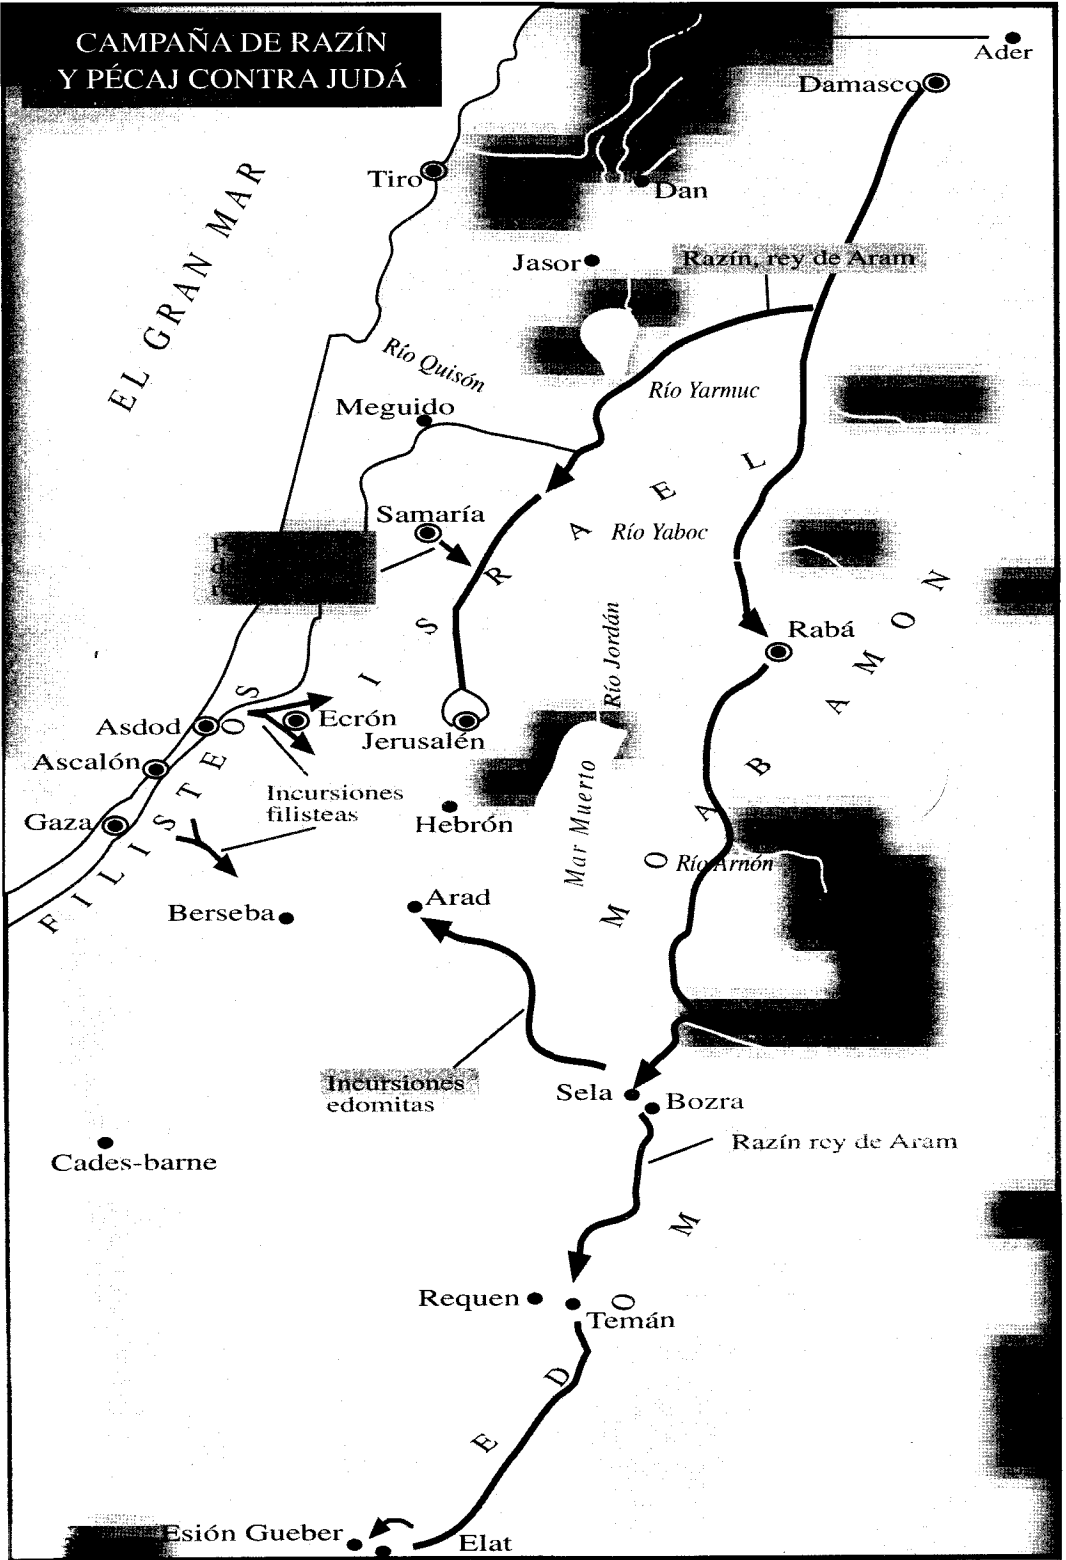 CAMPAÑA DE RAZÍN
Y PÉCAJ CONTRA JUDÁ
Ader
Damasco
Tiro
Dan
EL GRAN MAR
Jasor
Razín, rey de Aram
Río Quisón
Río Yarmuc
Meguido
Samaría
Río Yaboc
ISRAEL
Río Jordán
Rabá
AMÓN
Asdod
Ecrón
Jerusalén
Ascalón
Incursiones
filisteas
Gaza
Hebrón
FILISTEOS
Mar Muerto
MOAB
Río Arnón
Berseba
Arad
Incursiones
edomitas
Sela
Bozra
Razín rey de Aram
Cades-barne
Requen
Temán
EDOM
Esión Gueber
Elat